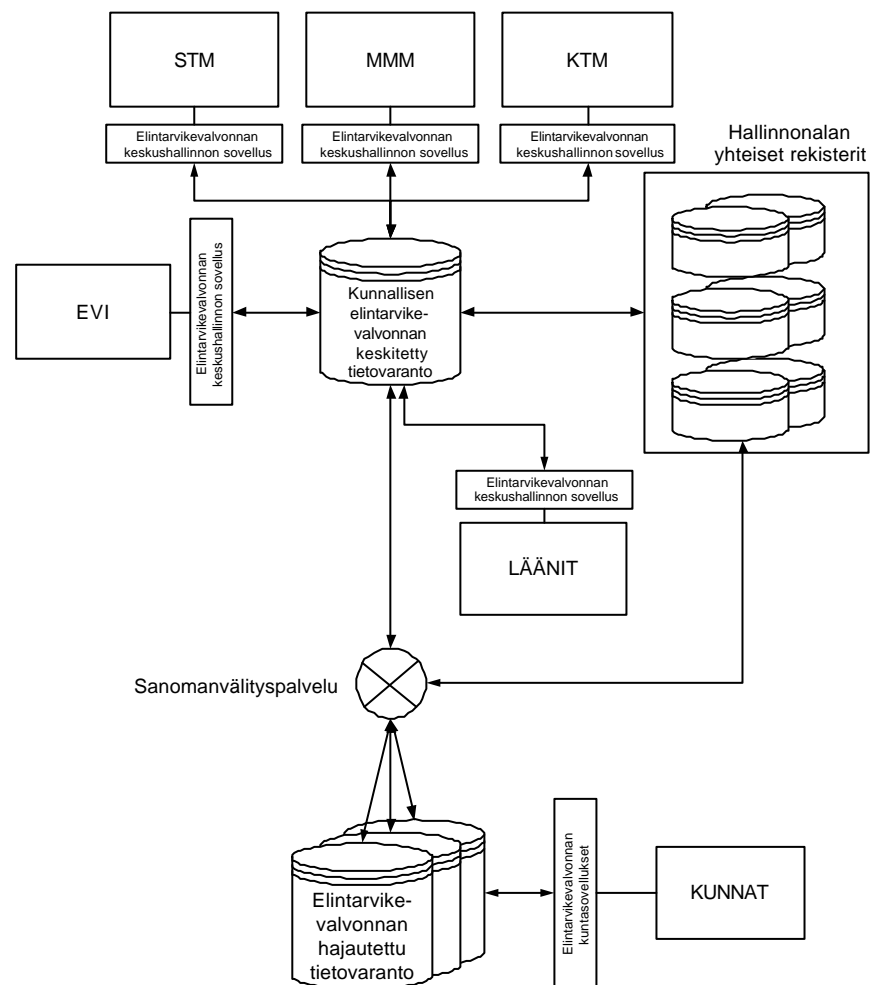 STM
MMM
KTM
Elintarvikevalvonnan
keskushallinnon sovellus
Elintarvikevalvonnan
keskushallinnon sovellus
Elintarvikevalvonnan
keskushallinnon sovellus
Hallinnonalan
yhteiset rekisterit
EVI
Elintarvikevalvonnan
keskushallinnon sovellus
Kunnallisen
elintarvike-
valvonnan
keskitetty
tietovaranto
Elintarvikevalvonnan
keskushallinnon sovellus
LÄÄNIT
Sanomanvälityspalvelu
Elintarvike-
valvonnan
hajautettu
tietovaranto
Elintarvikevalvonnan
kuntasovellukset
KUNNAT